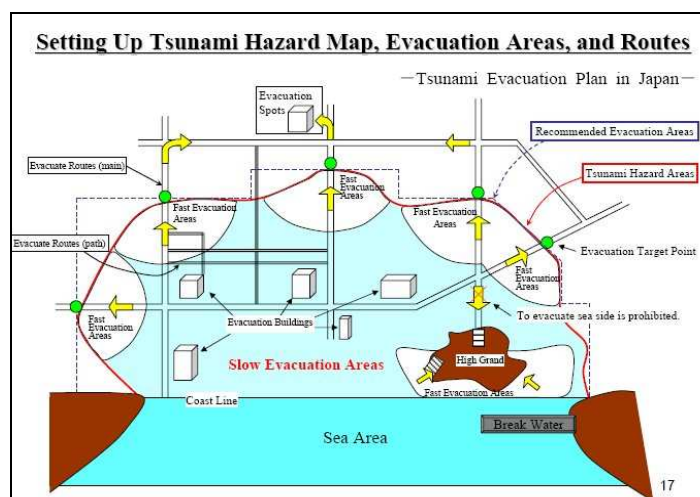 Setting Up Tsunami Hazard Map, Evacuation Areas, and Routes
—Tsunami Evacuation Plan in Japan—
Evacuation
Spots
Recommended Evacuation Areas
Evacuate Routes (main)
Tsunami Hazard Areas
Fast
Evacuation
Areas
Fast Evacuation
Areas
Fast Evacuation
Areas
Evacuate Routes (path)
Evacuation Target Point
Fast
Evacuation
Areas
Fast
Evacuation
Areas
Evacuation Buildings
To evacuate sea side is prohibited.
Slow Evacuation Areas
High Grand
Fast Evacuation Areas
Coast Line
Break Water
Sea Area
17